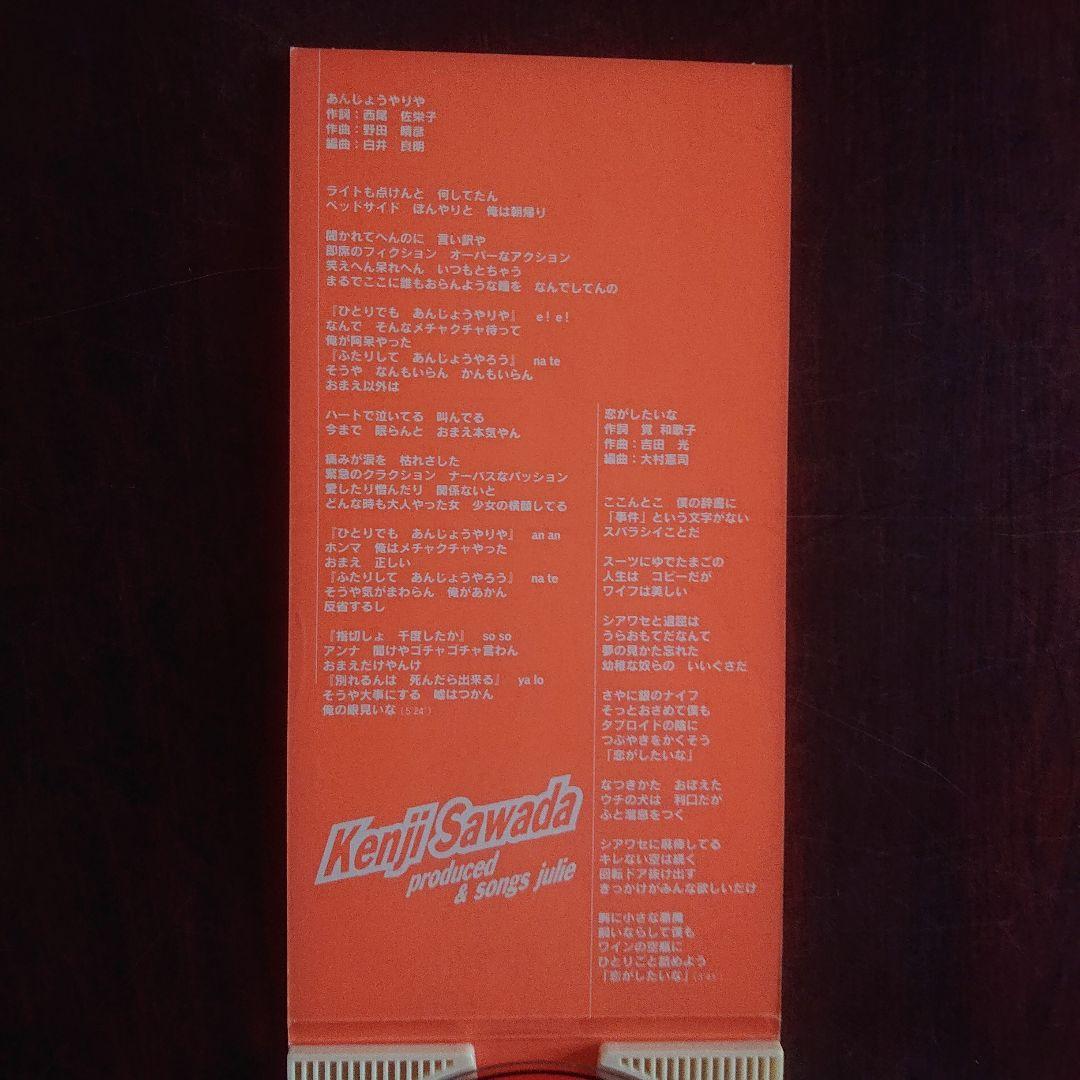 あんじょうやりや
作詞:西尾 佐栄子
作曲:野田 晴彦
編曲:白井 良明
ライトも点けんと 何してたん
ベッドサイド ぼんやりと 俺は朝帰り
聞かれてへんのに 言い訳や
即席のフィクション オーバーなアクション
笑えへん呆れへん いつもとちゃう
まるでここに誰もおらんような瞳を なんでしてんの
『ひとりでも あんじょうやりや』 e! e!
なんで そんなメチャクチャ待って
俺が阿呆やった
『ふたりして あんじょうやろう』 na te
そうや なんもいらん かんもいらん
おまえ以外は
ハートで泣いてる 叫んでる
今まで 眠らんと おまえ本気やん
痛みが涙を 枯れさした
緊急のクラクション ナーバスなパッション
愛したり憎んだり 関係ないと
どんな時も大人やった女 少女の横顔してる
『ひとりでも あんじょうやりや』 an an
ホンマ 俺はメチャクチャやった
おまえ 正しい
『ふたりして あんじょうやろう』 na te
そうや気がまわらん 俺があかん
反省するし
『指切しょ 千度したか』 so so
アンナ 聞けやゴチャゴチャ言わん
おまえだけやんけ
『別れるんは 死んだら出来る』 ya lo
そうや大事にする 嘘はつかん
俺の眼見いな(5'24")
Kenji Sawada
produced
& songs julie
恋がしたいな
作詞 覚 和歌子
作曲:吉田 光
編曲:大村憲司
ここんとこ 僕の辞書に
「事件」という文字がない
スバラシイことだ
スーツにゆでたまごの
人生は コピーだが
ワイフは美しい
シアワセと退屈は
うらおもてだなんて
夢の見かた忘れた
幼稚な奴らの いいぐさだ
さやに銀のナイフ
そっとおさめて僕も
タブロイドの陰に
つぶやきをかくそう
「恋がしたいな」
なつきかた おぼえた
ウチの犬は 利口だが
ふと溜息をつく
シアワセに麻痺してる
キレない空は続く
回転ドア抜け出す
きっかけがみんな欲しいだけ
胸に小さな悪魔
飼いならして僕も
ワインの空瓶に
ひとりごと詰めよう
「恋がしたいな」